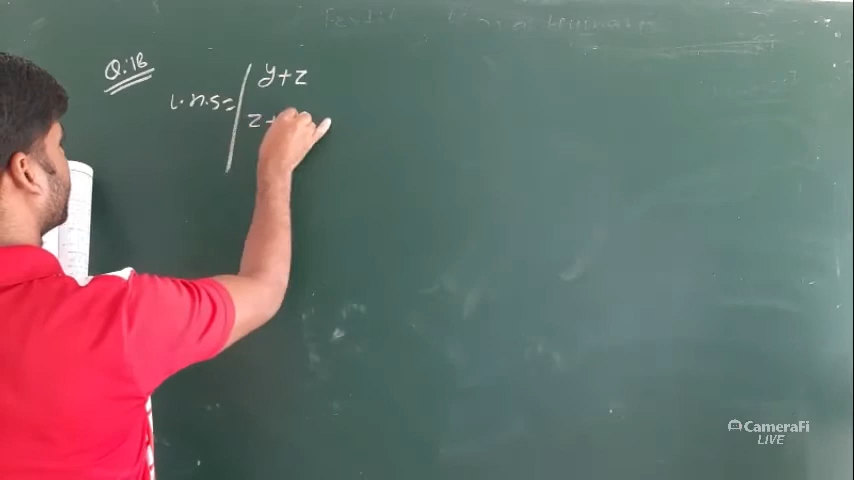 Q.18
L.H.S = | y+z
z+
CameraFi
LIVE